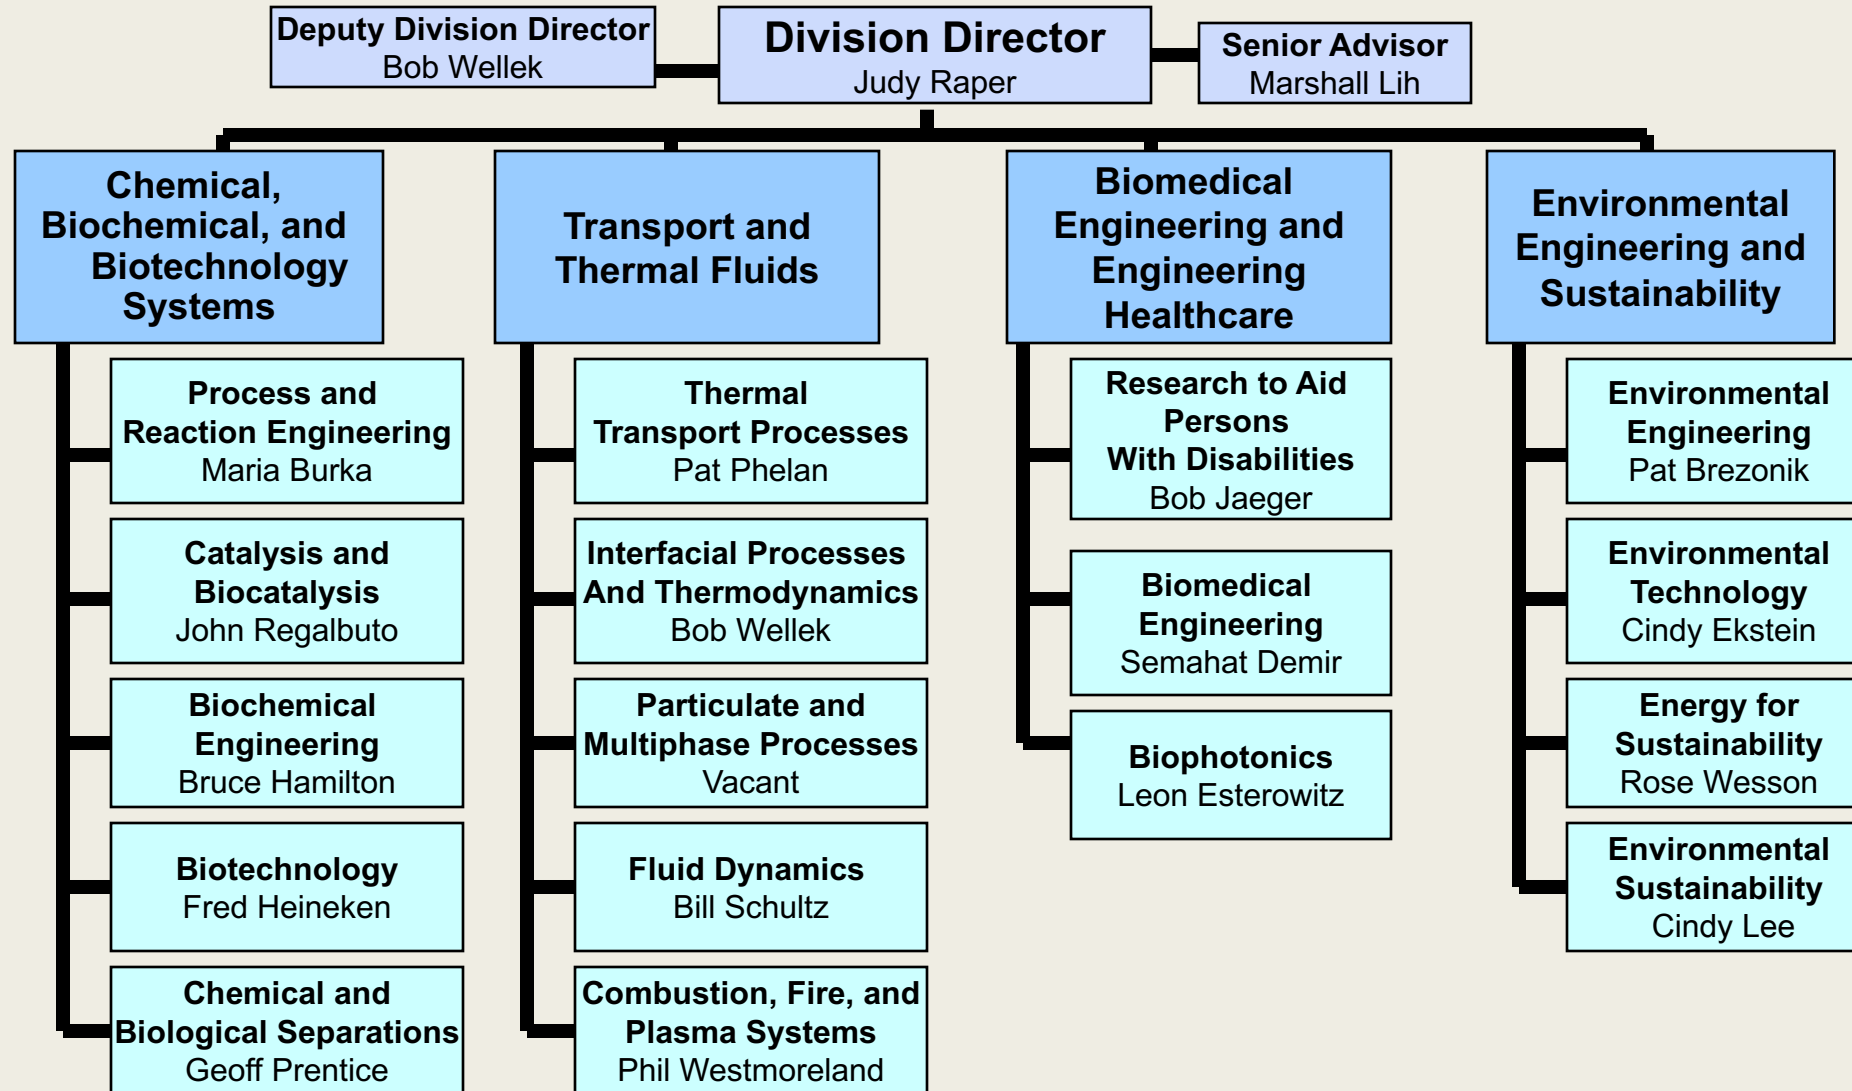 Deputy Division Director
Bob Wellek
Division Director
Judy Raper
Senior Advisor
Marshall Lih
Chemical,
Biochemical, and
Biotechnology
Systems
Process and
Reaction Engineering
Maria Burka
Catalysis and
Biocatalysis
John Regalbuto
Biochemical
Engineering
Bruce Hamilton
Biotechnology
Fred Heineken
Chemical and
Biological Separations
Geoff Prentice
Transport and
Thermal Fluids
Thermal
Transport Processes
Pat Phelan
Interfacial Processes
And Thermodynamics
Bob Wellek
Particulate and
Multiphase Processes
Vacant
Fluid Dynamics
Bill Schultz
Combustion, Fire, and
Plasma Systems
Phil Westmoreland
Biomedical
Engineering and
Engineering
Healthcare
Research to Aid
Persons
With Disabilities
Bob Jaeger
Biomedical
Engineering
Semahat Demir
Biophotonics
Leon Esterowitz
Environmental
Engineering and
Sustainability
Environmental
Engineering
Pat Brezonik
Environmental
Technology
Cindy Ekstein
Energy for
Sustainability
Rose Wesson
Environmental
Sustainability
Cindy Lee